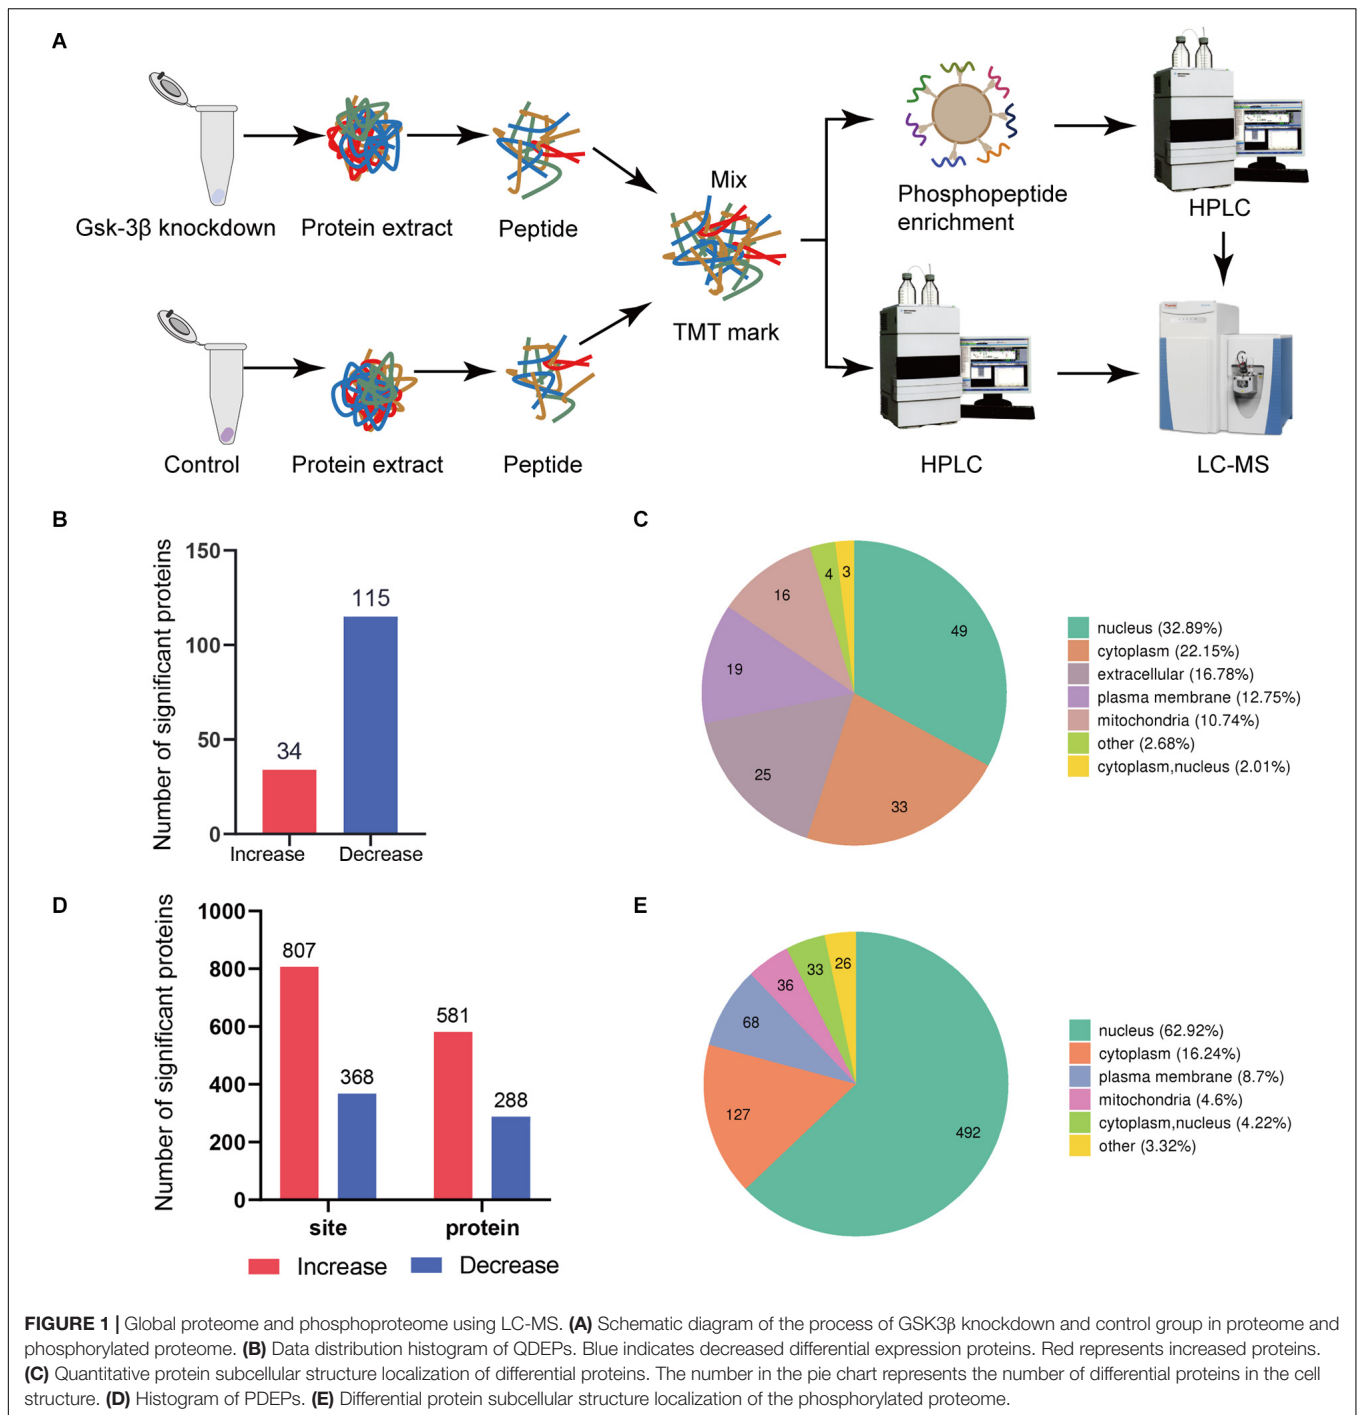 A
Gsk-3β knockdown
Protein extract
Peptide
Mix
TMT mark
Phosphopeptide
enrichment
HPLC
Control
Protein extract
Peptide
HPLC
LC-MS
B
Number of significant proteins
150
100
50
0
34
115
Increase
Decrease
C
49
33
25
19
16
4
3
nucleus (32.89%)
cytoplasm (22.15%)
extracellular (16.78%)
plasma membrane (12.75%)
mitochondria (10.74%)
other (2.68%)
cytoplasm,nucleus (2.01%)
D
Number of significant proteins
1000
800
600
400
200
0
807
368
581
288
site
protein
Increase
Decrease
E
492
127
68
36
33
26
nucleus (62.92%)
cytoplasm (16.24%)
plasma membrane (8.7%)
mitochondria (4.6%)
cytoplasm,nucleus (4.22%)
other (3.32%)
FIGURE 1 | Global proteome and phosphoproteome using LC-MS. (A) Schematic diagram of the process of GSK3β knockdown and control group in proteome and
phosphorylated proteome. (B) Data distribution histogram of QDEPs. Blue indicates decreased differential expression proteins. Red represents increased proteins.
(C) Quantitative protein subcellular structure localization of differential proteins. The number in the pie chart represents the number of differential proteins in the cell
structure. (D) Histogram of PDEPs. (E) Differential protein subcellular structure localization of the phosphorylated proteome.